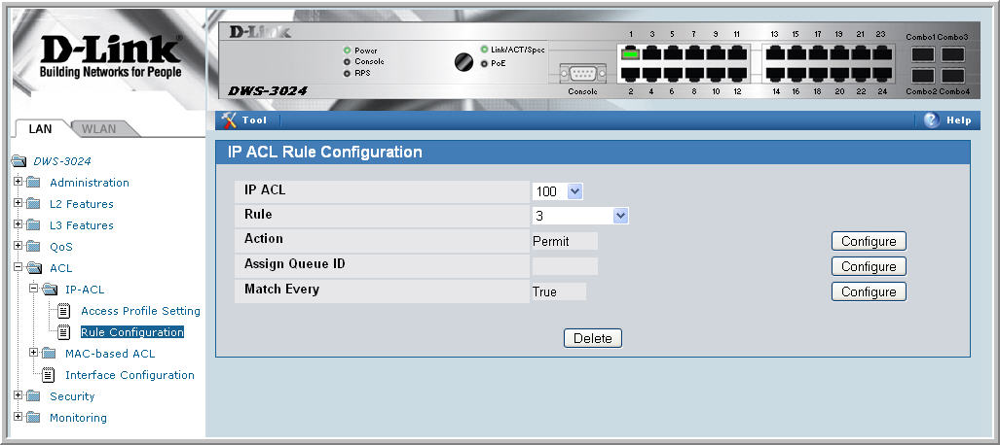 D-Link
Building Networks for People
D-Link
Power
Console
RPS
Link/ACT/Spec
PoE
Console
DWS-3024
1 3 5 7 9 11 13 15 17 19 21 23
2 4 6 8 10 12 14 16 18 20 22 24
Combo1 Combo3
Combo2 Combo4
LAN
WLAN
Tool
Help
DWS-3024
Administration
L2 Features
L3 Features
QoS
ACL
IP-ACL
Access Profile Setting
Rule Configuration
MAC-based ACL
Interface Configuration
Security
Monitoring
IP ACL Rule Configuration
IP ACL 100
Rule 3
Action Permit Configure
Assign Queue ID Configure
Match Every True Configure
Delete